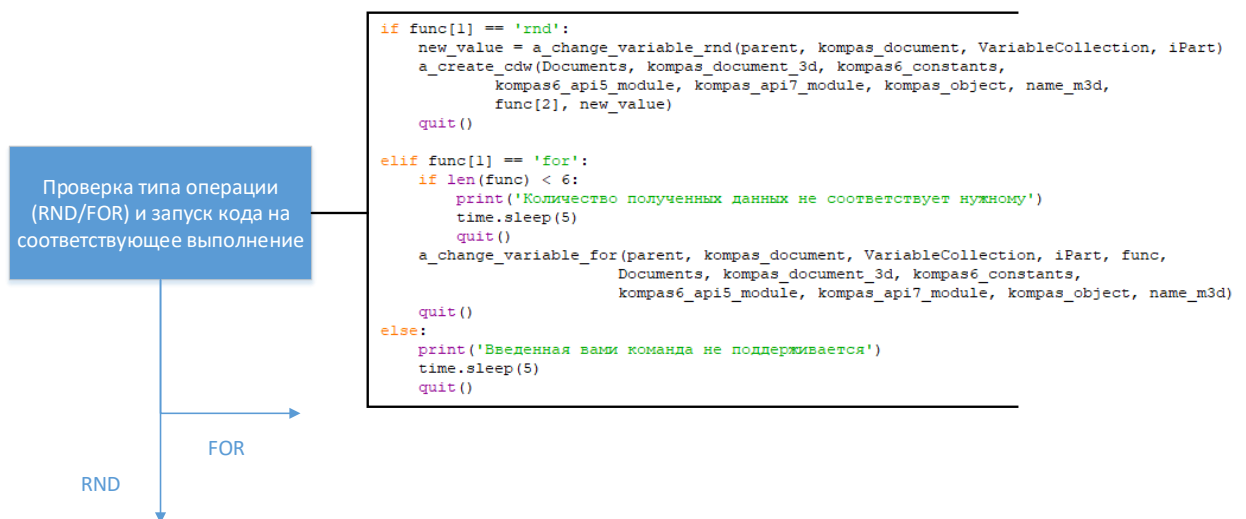 if func[1] == 'rnd':
    new_value = a_change_variable_rnd(parent, kompas_document, VariableCollection, iPart)
    a_create_cdw(Documents, kompas_document_3d, kompas6_constants,
            kompas6_api5_module, kompas_api7_module, kompas_object, name_m3d,
            func[2], new_value)
    quit()
elif func[1] == 'for':
    if len(func) < 6:
        print('Количество полученных данных не соответствует нужному')
        time.sleep(5)
        quit()
    a_change_variable_for(parent, kompas_document, VariableCollection, iPart, func,
                         Documents, kompas_document_3d, kompas6_constants,
                         kompas6_api5_module, kompas_api7_module, kompas_object, name_m3d)
    quit()
else:
    print('Введенная вами команда не поддерживается')
    time.sleep(5)
    quit()
Проверка типа операции
(RND/FOR) и запуск кода на
соответствующее выполнение
FOR
RND